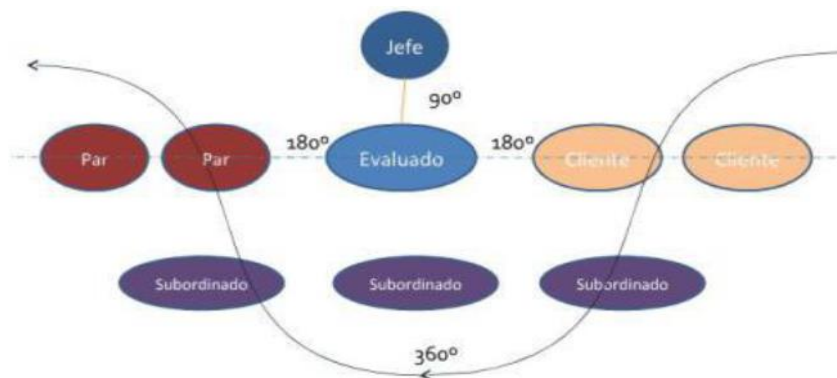 Jefe
90º
Par
Par
180º
Evaluado
180º
Cliente
Cliente
Subordinado
Subordinado
Subordinado
360º